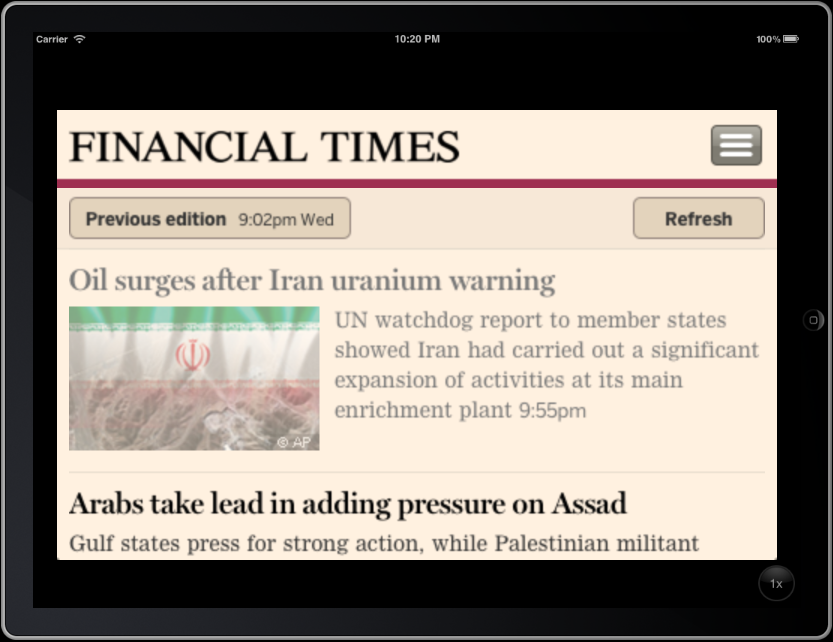 Carrier 10:20 PM 100%
FINANCIAL TIMES
Previous edition 9:02pm Wed Refresh
Oil surges after Iran uranium warning
UN watchdog report to member states
showed Iran had carried out a significant
expansion of activities at its main
enrichment plant 9:55pm
© AP
Arabs take lead in adding pressure on Assad
Gulf states press for strong action, while Palestinian militant
1x